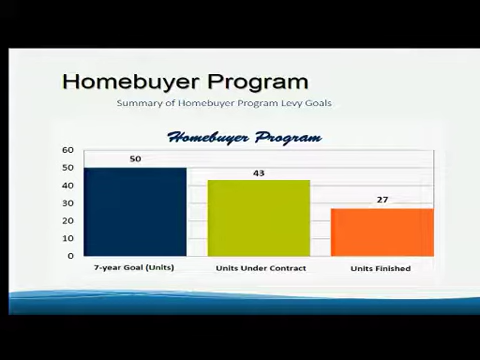 Homebuyer Program
Summary of Homebuyer Program Levy Goals
Homebuyer Program
60
50
40
30
20
10
0
50
43
27
7-year Goal (Units)
Units Under Contract
Units Finished